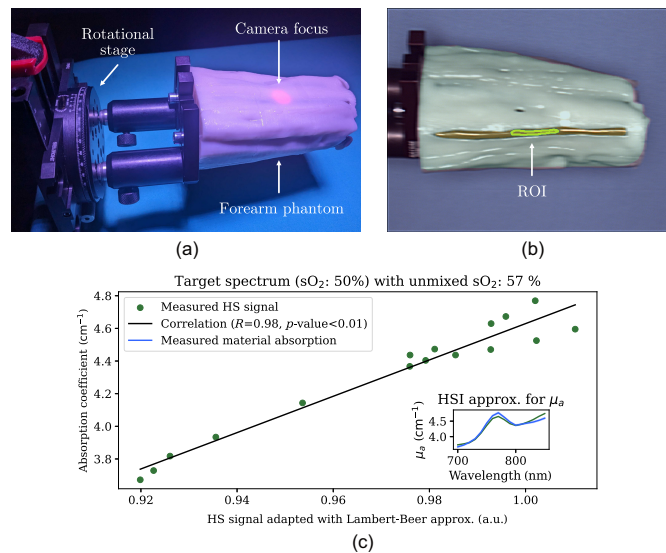 Rotational
stage
Camera focus
Forearm phantom
(a)
ROI
(b)
Target spectrum (sO₂: 50%) with unmixed sO₂: 57 %
Measured HS signal
Correlation (R=0.98, p-value<0.01)
Measured material absorption
Absorption coefficient (cm⁻¹)
4.8
4.6
4.4
4.2
4.0
3.8
HSI approx. for μₐ
μₐ (cm⁻¹)
4.5
4.0
700
800
Wavelength (nm)
0.92
0.94
0.96
0.98
1.00
HS signal adapted with Lambert-Beer approx. (a.u.)
(c)